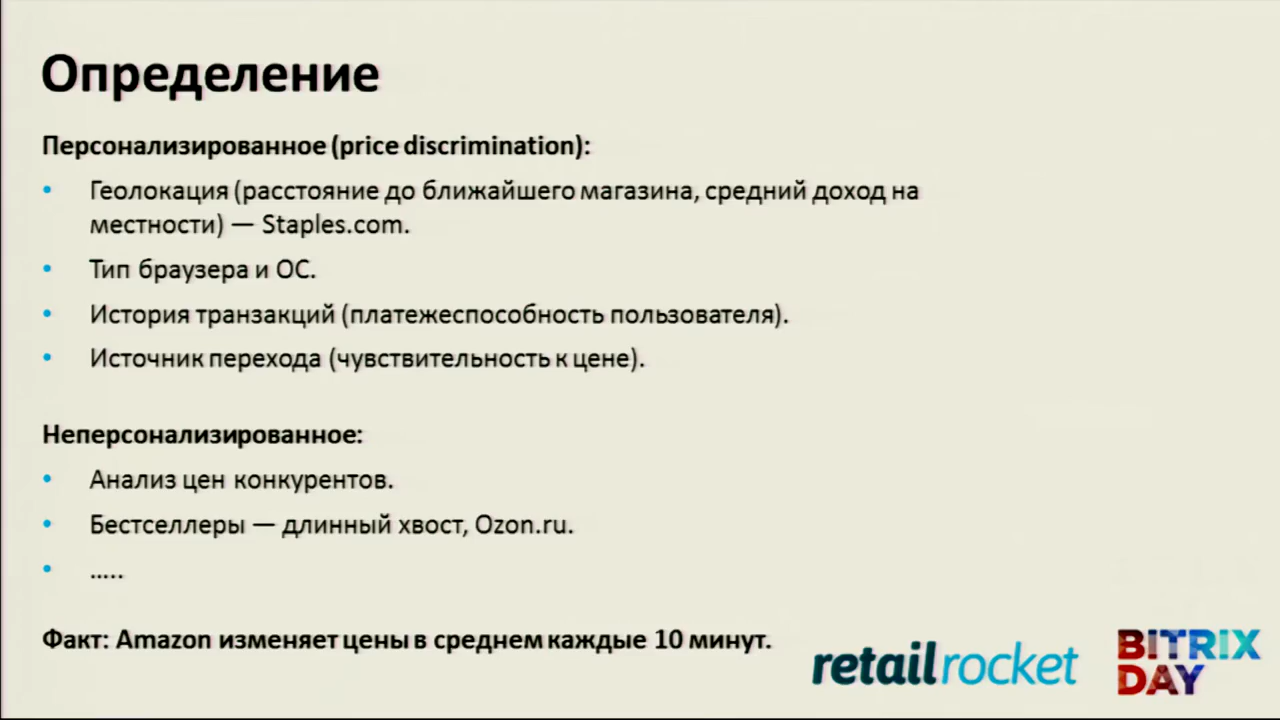 Определение
Персонализированное (price discrimination):
• Геолокация (расстояние до ближайшего магазина, средний доход на
местности) — Staples.com.
• Тип браузера и ОС.
• История транзакций (платежеспособность пользователя).
• Источник перехода (чувствительность к цене).
Неперсонализированное:
• Анализ цен конкурентов.
• Бестселлеры — длинный хвост, Ozon.ru.
• .....
Факт: Amazon изменяет цены в среднем каждые 10 минут.
retailrocket
BITRIX
DAY